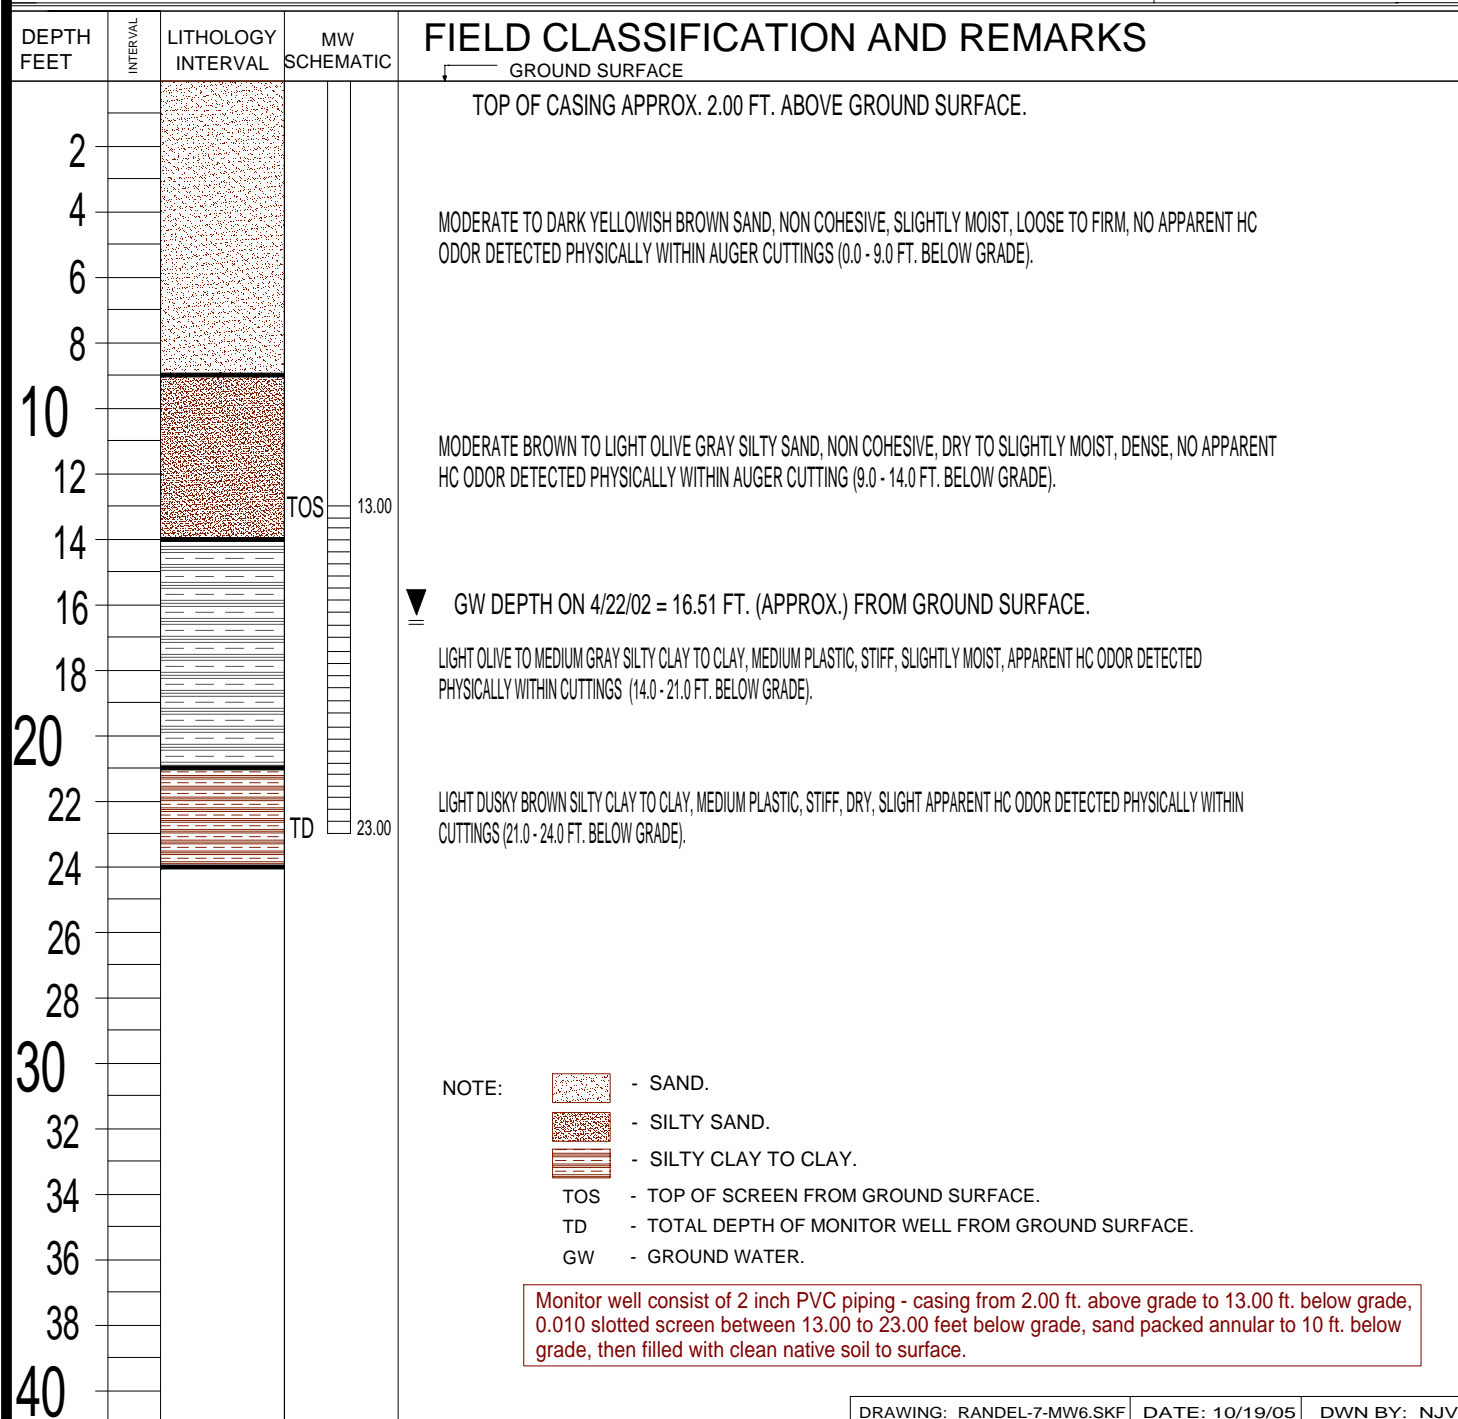 DEPTH FEET
INTERVAL
LITHOLOGY INTERVAL
MW SCHEMATIC
FIELD CLASSIFICATION AND REMARKS
GROUND SURFACE
TOP OF CASING APPROX. 2.00 FT. ABOVE GROUND SURFACE.
2
4
MODERATE TO DARK YELLOWISH BROWN SAND, NON COHESIVE, SLIGHTLY MOIST, LOOSE TO FIRM, NO APPARENT HC
ODOR DETECTED PHYSICALLY WITHIN AUGER CUTTINGS (0.0 - 9.0 FT. BELOW GRADE).
6
8
10
MODERATE BROWN TO LIGHT OLIVE GRAY SILTY SAND, NON COHESIVE, DRY TO SLIGHTLY MOIST, DENSE, NO APPARENT
HC ODOR DETECTED PHYSICALLY WITHIN AUGER CUTTING (9.0 - 14.0 FT. BELOW GRADE).
12
TOS 13.00
14
16
GW DEPTH ON 4/22/02 = 16.51 FT. (APPROX.) FROM GROUND SURFACE.
LIGHT OLIVE TO MEDIUM GRAY SILTY CLAY TO CLAY, MEDIUM PLASTIC, STIFF, SLIGHTLY MOIST, APPARENT HC ODOR DETECTED
PHYSICALLY WITHIN CUTTINGS (14.0 - 21.0 FT. BELOW GRADE).
18
20
22
LIGHT DUSKY BROWN SILTY CLAY TO CLAY, MEDIUM PLASTIC, STIFF, DRY, SLIGHT APPARENT HC ODOR DETECTED PHYSICALLY WITHIN
CUTTINGS (21.0 - 24.0 FT. BELOW GRADE).
TD 23.00
24
26
28
30
32
34
36
38
40
NOTE:
- SAND.
- SILTY SAND.
- SILTY CLAY TO CLAY.
TOS - TOP OF SCREEN FROM GROUND SURFACE.
TD - TOTAL DEPTH OF MONITOR WELL FROM GROUND SURFACE.
GW - GROUND WATER.
Monitor well consist of 2 inch PVC piping - casing from 2.00 ft. above grade to 13.00 ft. below grade,
0.010 slotted screen between 13.00 to 23.00 feet below grade, sand packed annular to 10 ft. below
grade, then filled with clean native soil to surface.
DRAWING: RANDEL-7-MW6.SKF DATE: 10/19/05 DWN BY: NJV